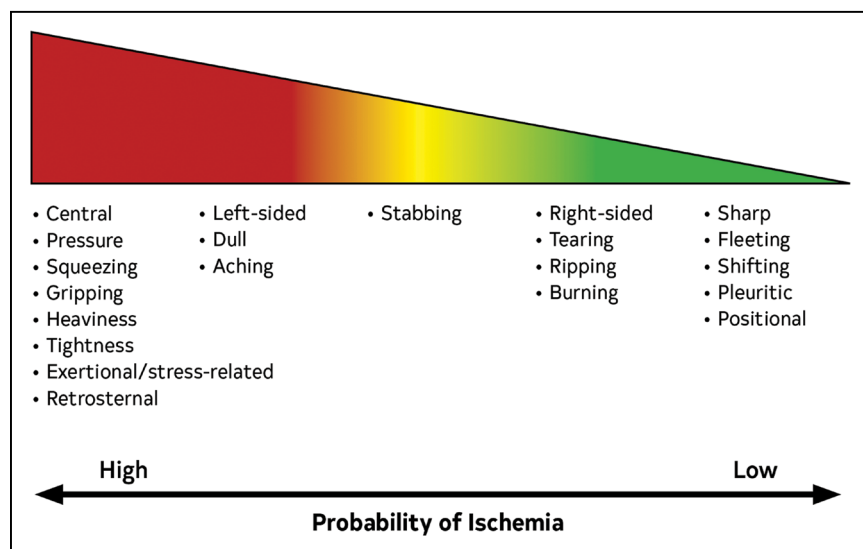 • Central
• Pressure
• Squeezing
• Gripping
• Heaviness
• Tightness
• Exertional/stress-related
• Retrosternal
• Left-sided
• Dull
• Aching
• Stabbing
• Right-sided
• Tearing
• Ripping
• Burning
• Sharp
• Fleeting
• Shifting
• Pleuritic
• Positional
High
Low
Probability of Ischemia